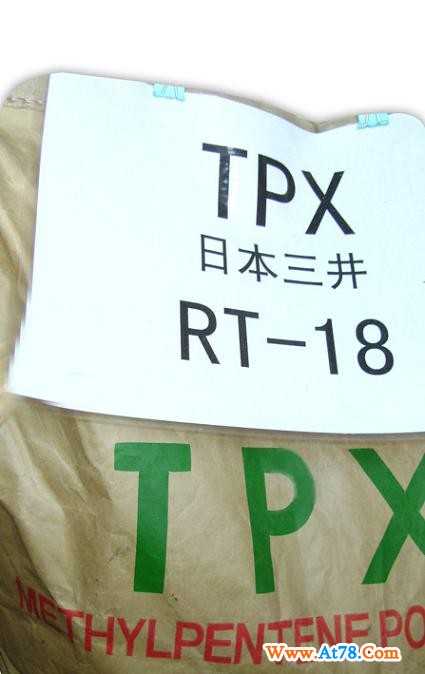 TPX
日本三井
RT-18
TPX
METHYLPENTENE PO
Www.At78.Com